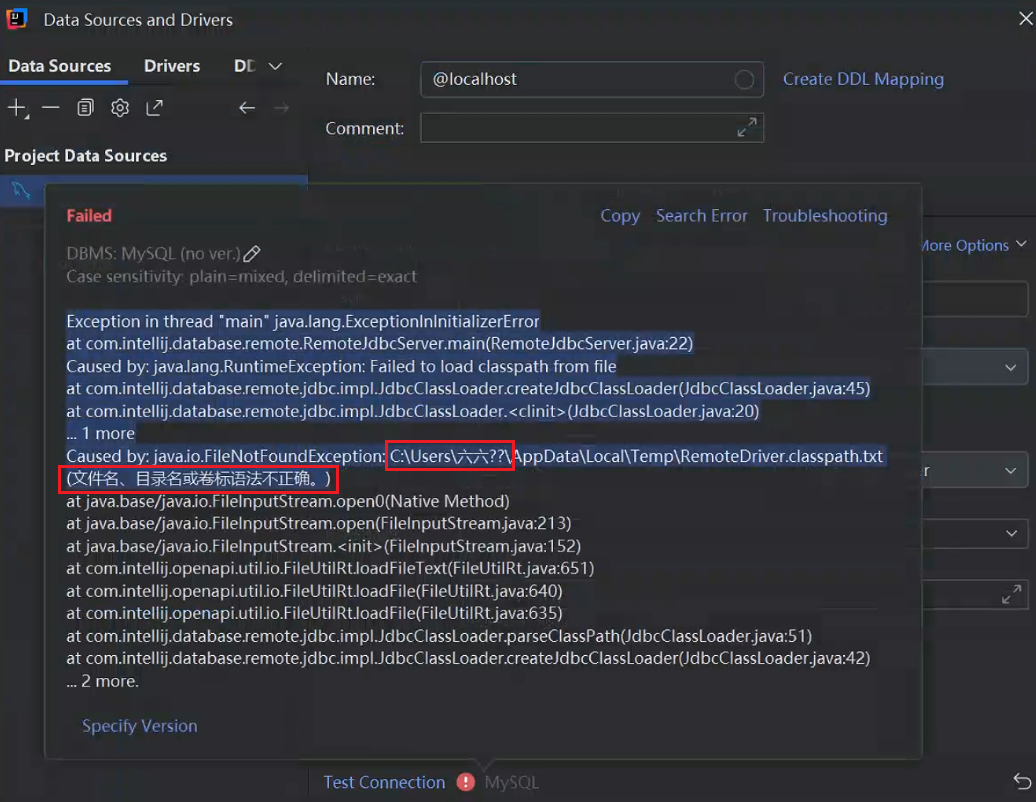 Data Sources and Drivers
Data Sources Drivers DD
Name: @localhost Create DDL Mapping
Comment:
Project Data Sources
More Options
Failed Copy Search Error Troubleshooting
DBMS: MySQL (no ver.)
Case sensitivity: plain=mixed, delimited=exact
Exception in thread "main" java.lang.ExceptionInInitializerError
at com.intellij.database.remote.RemoteJdbcServer.main(RemoteJdbcServer.java:22)
Caused by: java.lang.RuntimeException: Failed to load classpath from file
at com.intellij.database.remote.jdbc.impl.JdbcClassLoader.createJdbcClassLoader(JdbcClassLoader.java:45)
at com.intellij.database.remote.jdbc.impl.JdbcClassLoader.<clinit>(JdbcClassLoader.java:20)
... 1 more
Caused by: java.io.FileNotFoundException: C:\Users\六六??\AppData\Local\Temp\RemoteDriver.classpath.txt
(文件名、目录名或卷标语法不正确。)
at java.base/java.io.FileInputStream.open0(Native Method)
at java.base/java.io.FileInputStream.open(FileInputStream.java:213)
at java.base/java.io.FileInputStream.<init>(FileInputStream.java:152)
at com.intellij.openapi.util.io.FileUtilRt.loadFileText(FileUtilRt.java:651)
at com.intellij.openapi.util.io.FileUtilRt.loadFile(FileUtilRt.java:640)
at com.intellij.openapi.util.io.FileUtilRt.loadFile(FileUtilRt.java:635)
at com.intellij.database.remote.jdbc.impl.JdbcClassLoader.parseClassPath(JdbcClassLoader.java:51)
at com.intellij.database.remote.jdbc.impl.JdbcClassLoader.createJdbcClassLoader(JdbcClassLoader.java:42)
... 2 more.
Specify Version
Test Connection MySQL